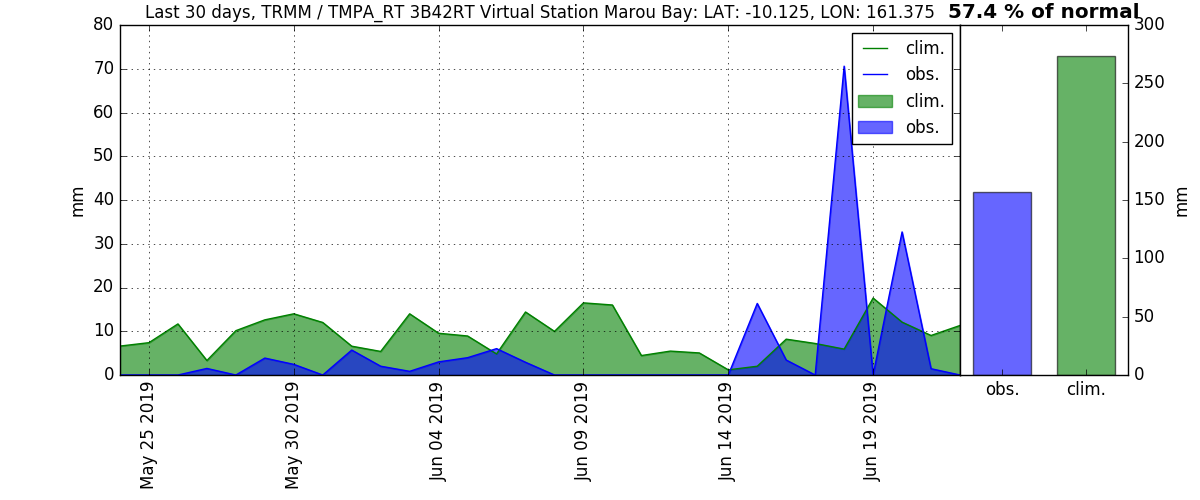 Last 30 days, TRMM / TMPA_RT 3B42RT Virtual Station Marou Bay: LAT: -10.125, LON: 161.375 57.4 % of normal
80
70
60
50
40
30
20
10
0
mm
clim.
obs.
clim.
obs.
300
250
200
150
100
50
0
mm
May 25 2019
May 30 2019
Jun 04 2019
Jun 09 2019
Jun 14 2019
Jun 19 2019
obs. clim.